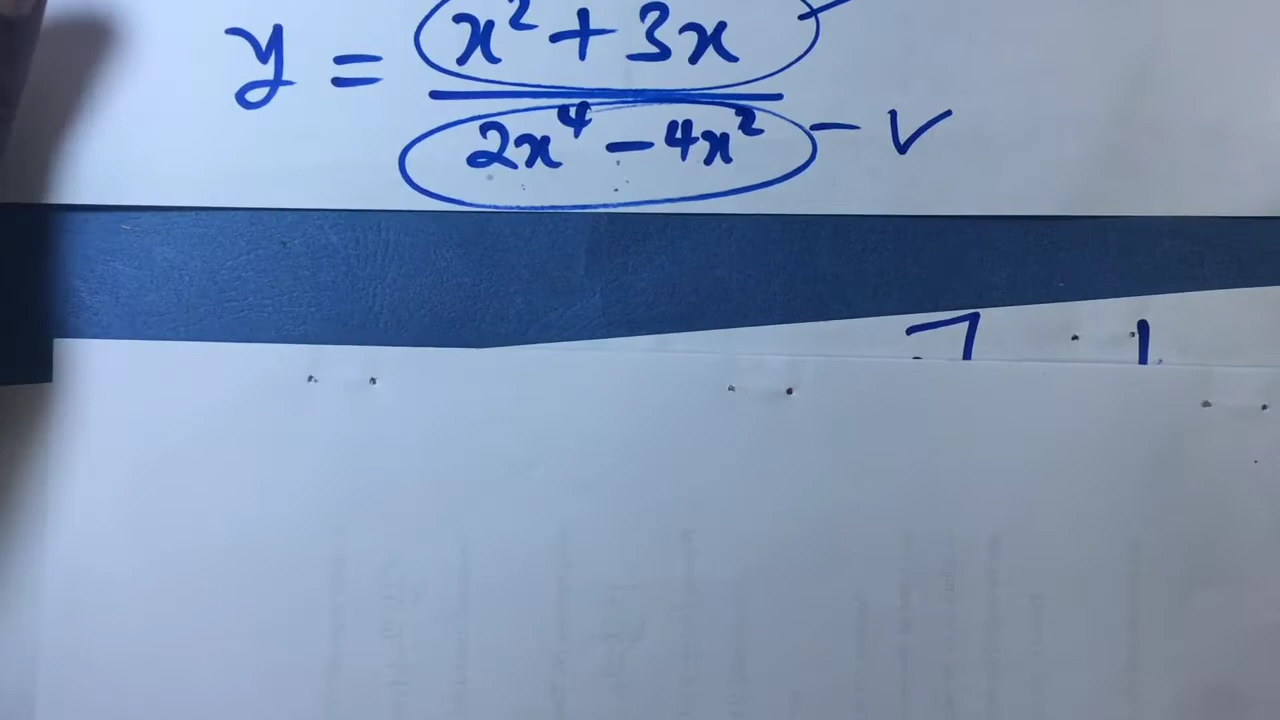 y = x² + 3x
2x⁴ - 4x² - v